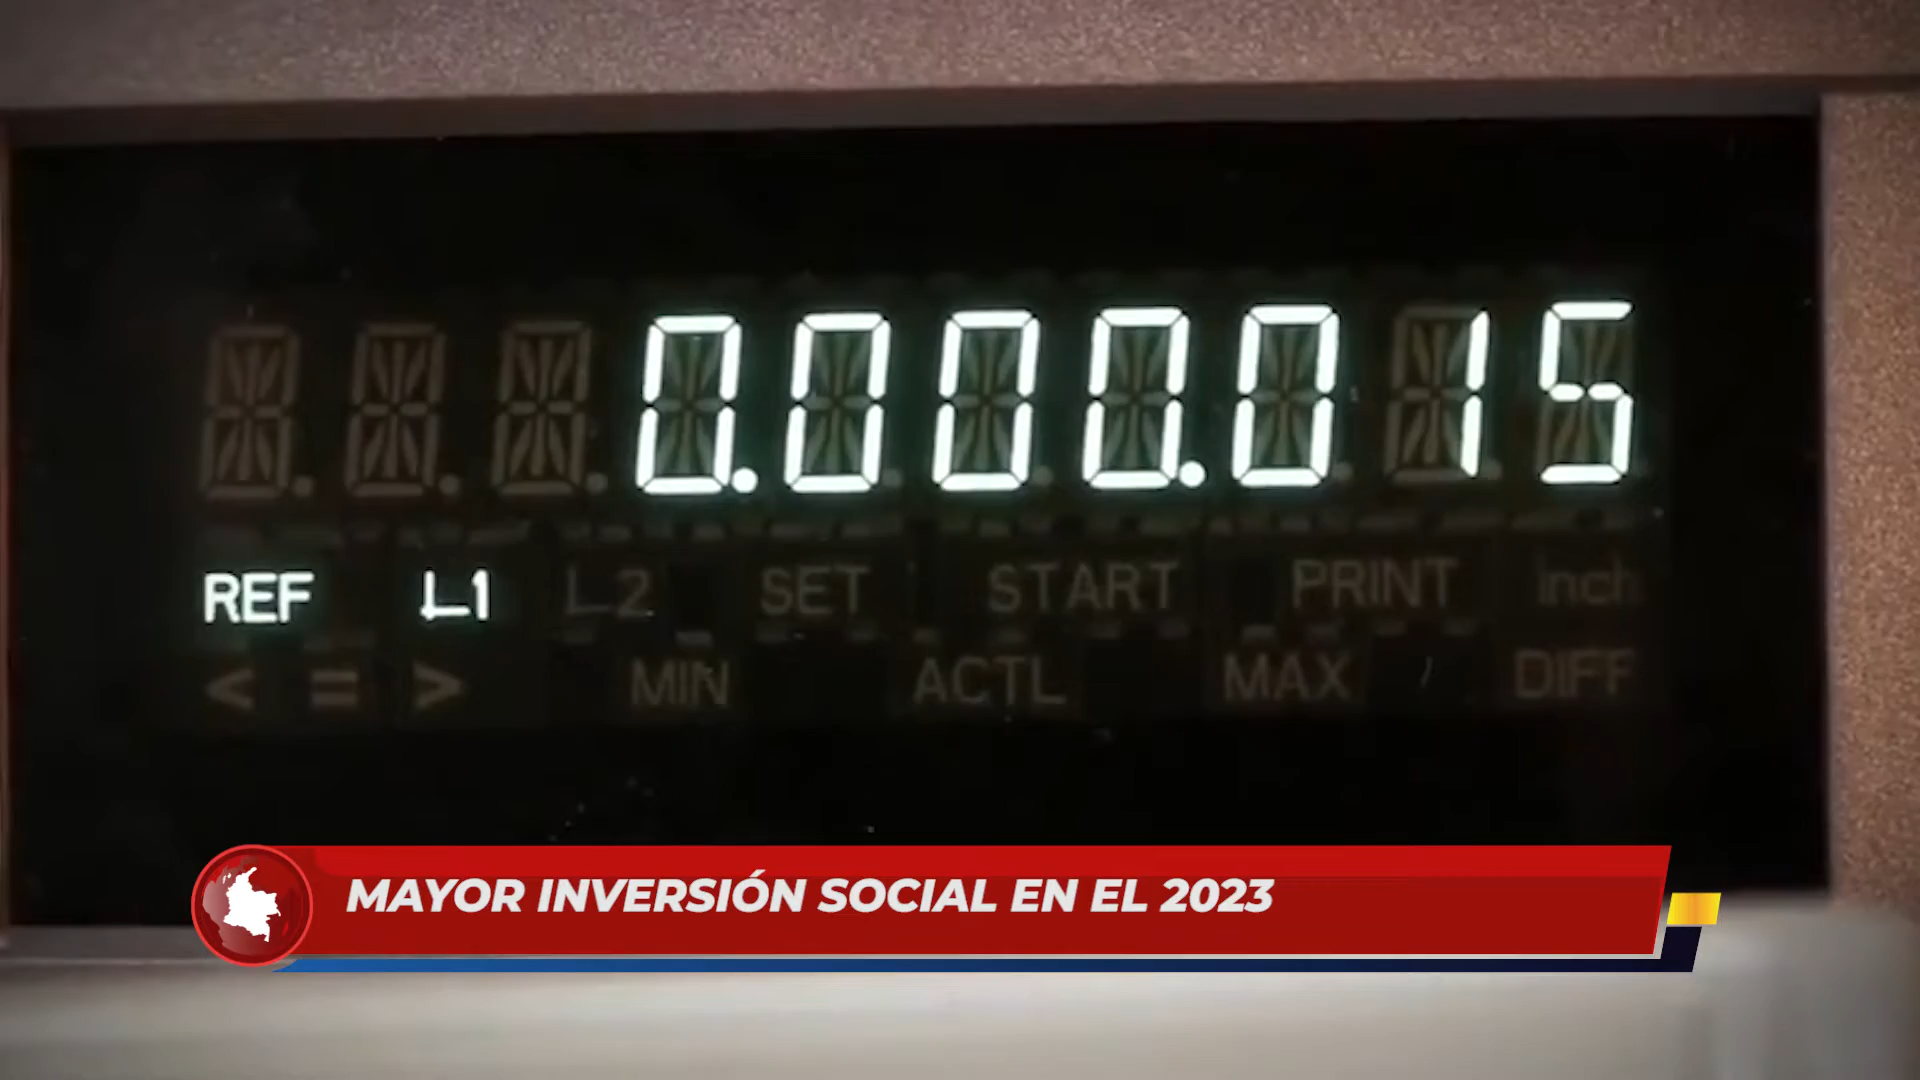 0.000.015
REF L1 L2 SET START PRINT inch
< = > MIN ACTL MAX DIFF
MAYOR INVERSIÓN SOCIAL EN EL 2023